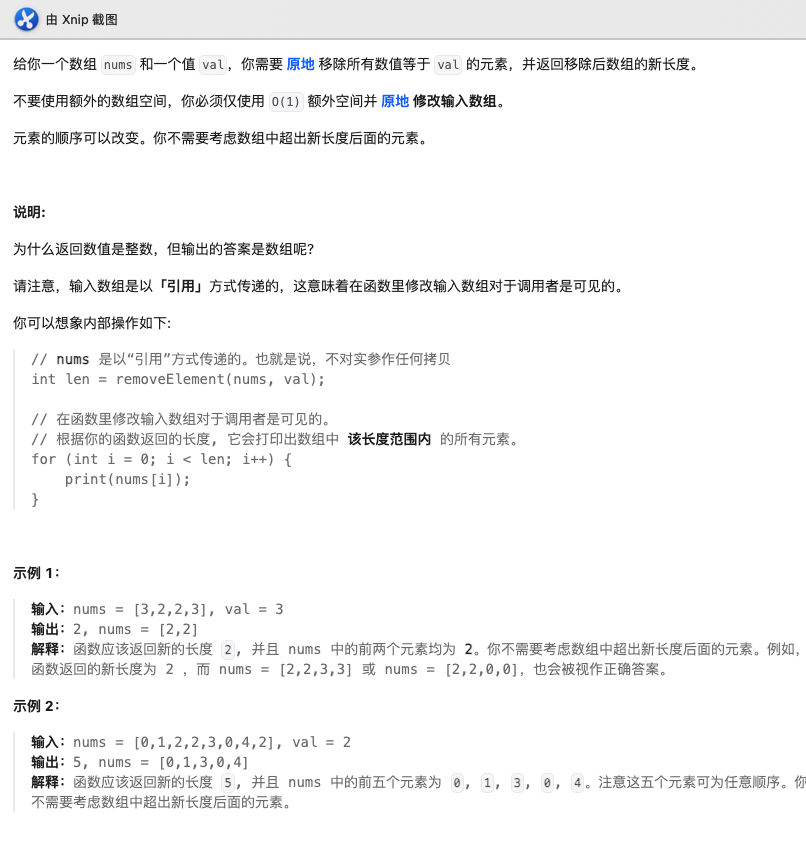 由 Xnip 截图
给你一个数组 nums 和一个值 val，你需要 原地 移除所有数值等于 val 的元素，并返回移除后数组的新长度。
不要使用额外的数组空间，你必须仅使用 O(1) 额外空间并 原地 修改输入数组。
元素的顺序可以改变。你不需要考虑数组中超出新长度后面的元素。
说明:
为什么返回数值是整数，但输出的答案是数组呢?
请注意，输入数组是以「引用」方式传递的，这意味着在函数里修改输入数组对于调用者是可见的。
你可以想象内部操作如下:
// nums 是以“引用”方式传递的。也就是说，不对实参作任何拷贝
int len = removeElement(nums, val);
// 在函数里修改输入数组对于调用者是可见的。
// 根据你的函数返回的长度, 它会打印出数组中 该长度范围内 的所有元素。
for (int i = 0; i < len; i++) {
    print(nums[i]);
}
示例 1：
输入：nums = [3,2,2,3], val = 3
输出：2, nums = [2,2]
解释：函数应该返回新的长度 2, 并且 nums 中的前两个元素均为 2。你不需要考虑数组中超出新长度后面的元素。例如，
函数返回的新长度为 2 ，而 nums = [2,2,3,3] 或 nums = [2,2,0,0]，也会被视作正确答案。
示例 2：
输入：nums = [0,1,2,2,3,0,4,2], val = 2
输出：5, nums = [0,1,3,0,4]
解释：函数应该返回新的长度 5, 并且 nums 中的前五个元素为 0, 1, 3, 0, 4。注意这五个元素可为任意顺序。
不需要考虑数组中超出新长度后面的元素。